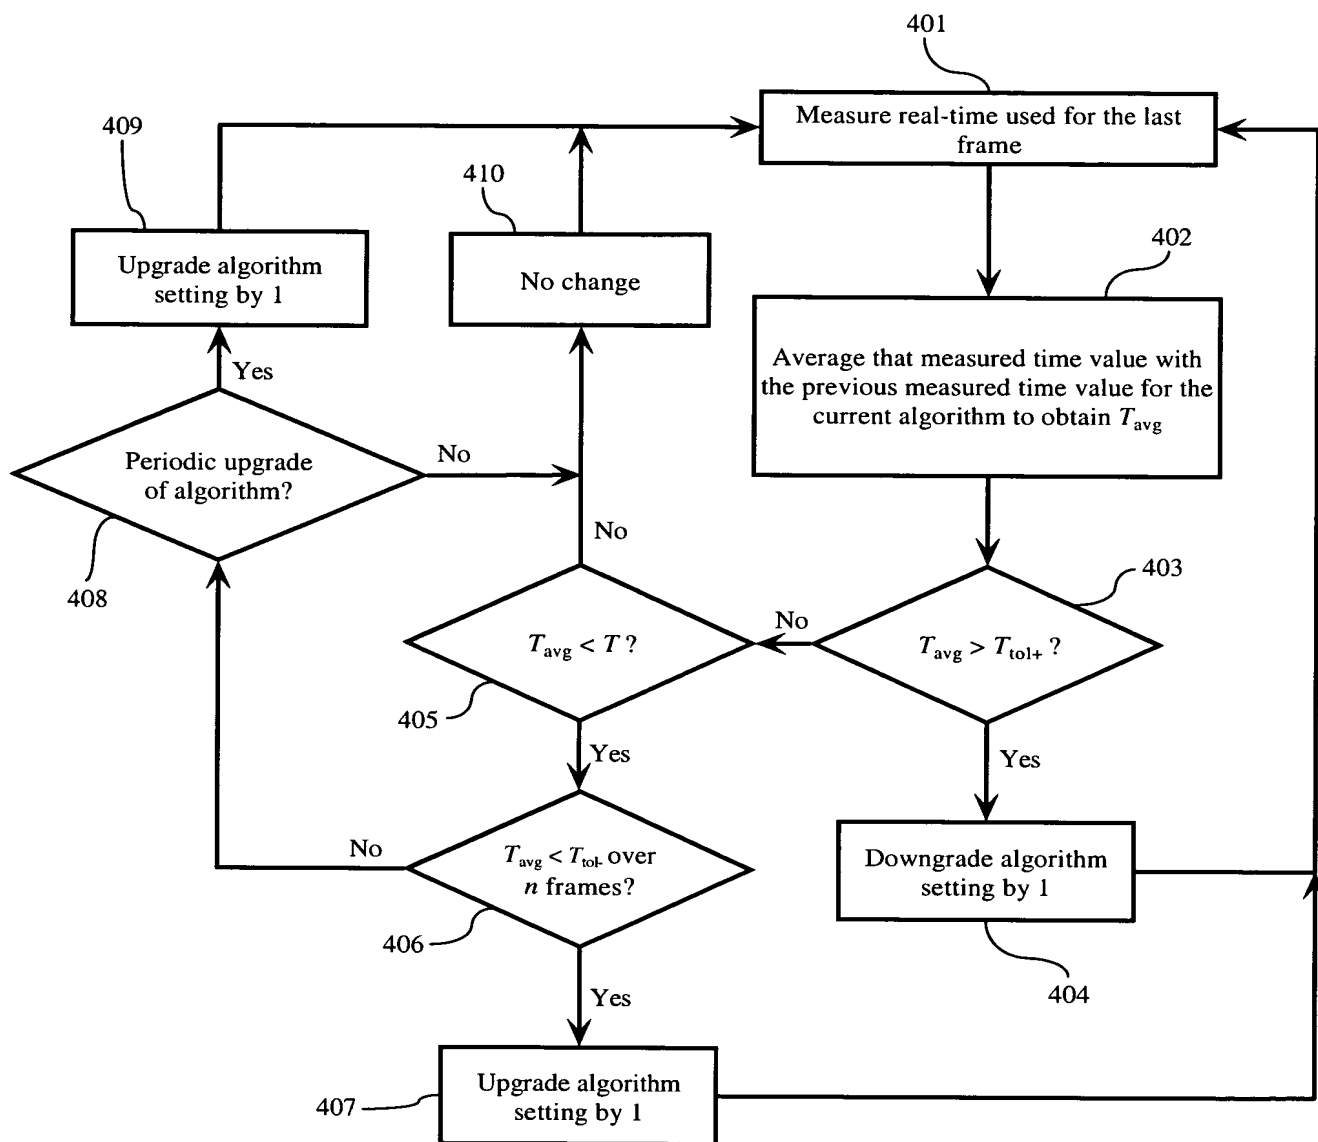 401
Measure real-time used for the last
frame
409
410
Upgrade algorithm
setting by 1
No change
402
Average that measured time value with
the previous measured time value for the
current algorithm to obtain Tavg
Yes
Periodic upgrade
of algorithm?
No
408
No
403
Tavg < T ?
No
Tavg > Ttol+ ?
405
Yes
Yes
Tavg < Ttol- over
n frames?
No
406
Downgrade algorithm
setting by 1
404
Yes
Upgrade algorithm
setting by 1
407